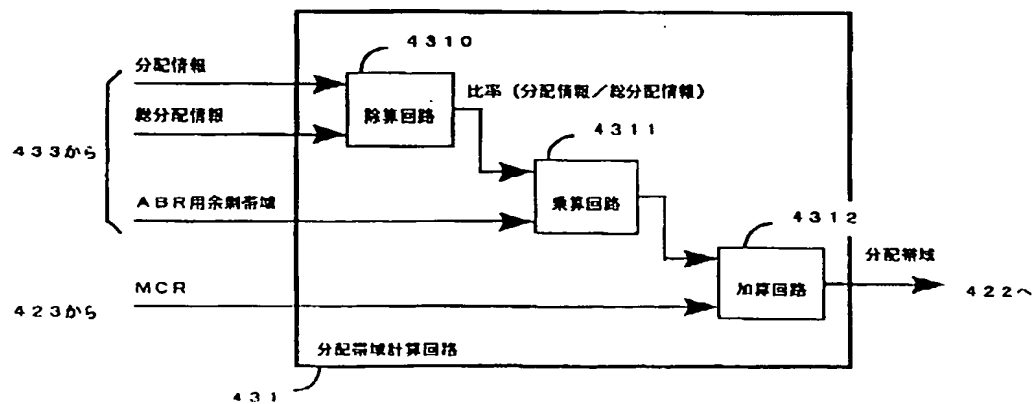 4310
分配情報
比率（分配情報／総分配情報）
総分配情報
除算回路
4311
433から
ABR用余剰帯域
乗算回路
4312
分配帯域
MCR
加算回路
422へ
423から
分配帯域計算回路
431